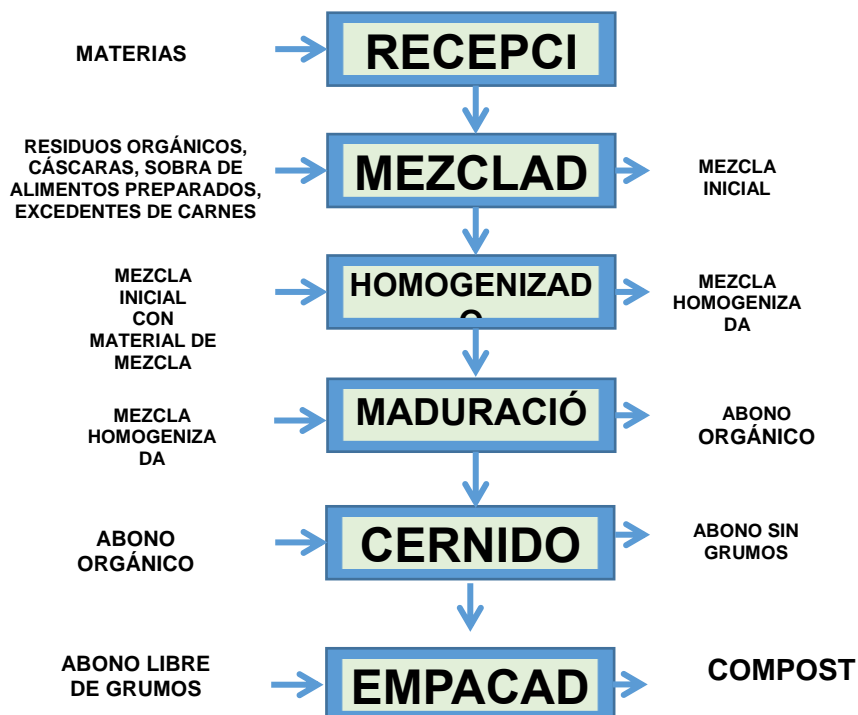 MATERIAS
RECEPCI
RESIDUOS ORGÁNICOS,
CÁSCARAS, SOBRA DE
ALIMENTOS PREPARADOS,
EXCEDENTES DE CARNES
MEZCLAD
MEZCLA
INICIAL
MEZCLA
INICIAL
CON
MATERIAL DE
MEZCLA
HOMOGENIZAD
O
MEZCLA
HOMOGENIZA
DA
MEZCLA
HOMOGENIZA
DA
MADURACIÓ
ABONO
ORGÁNICO
ABONO
ORGÁNICO
CERNIDO
ABONO SIN
GRUMOS
ABONO LIBRE
DE GRUMOS
EMPACAD
COMPOST